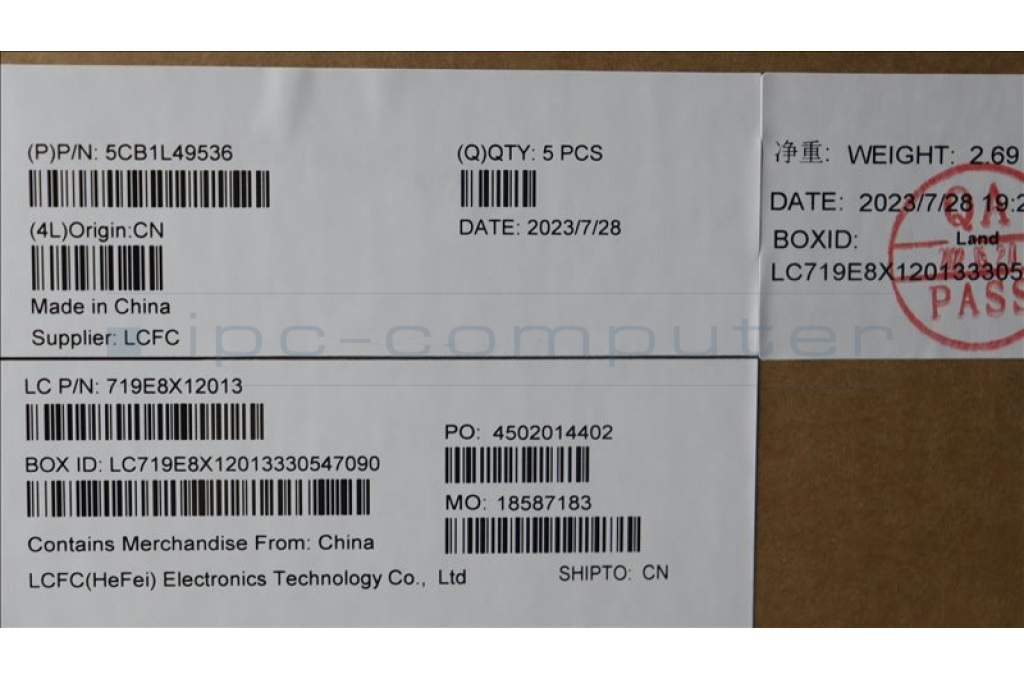 (P)P/N: 5CB1L49536
(Q)QTY: 5 PCS
(4L)Origin:CN
DATE: 2023/7/28
Made in China
Supplier: LCFC
净重: WEIGHT: 2.69
DATE: 2023/7/28 19:2
BOXID:
LC719E8X120133305
QA
Land
PASS
ipc-computer
LC P/N: 719E8X12013
BOX ID: LC719E8X12013330547090
Contains Merchandise From: China
LCFC(HeFei) Electronics Technology Co., Ltd
PO: 4502014402
MO: 18587183
SHIPTO: CN